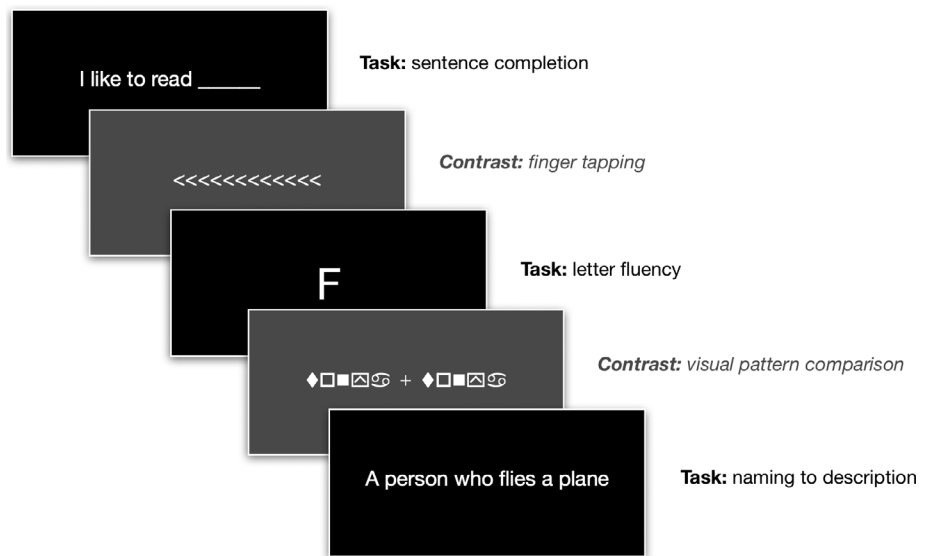 I like to read ______
Task: sentence completion
<<<<<<<<<<<<
Contrast: finger tapping
F
Task: letter fluency
♦□■⍓♋ + ♦□■⍓♋
Contrast: visual pattern comparison
A person who flies a plane
Task: naming to description